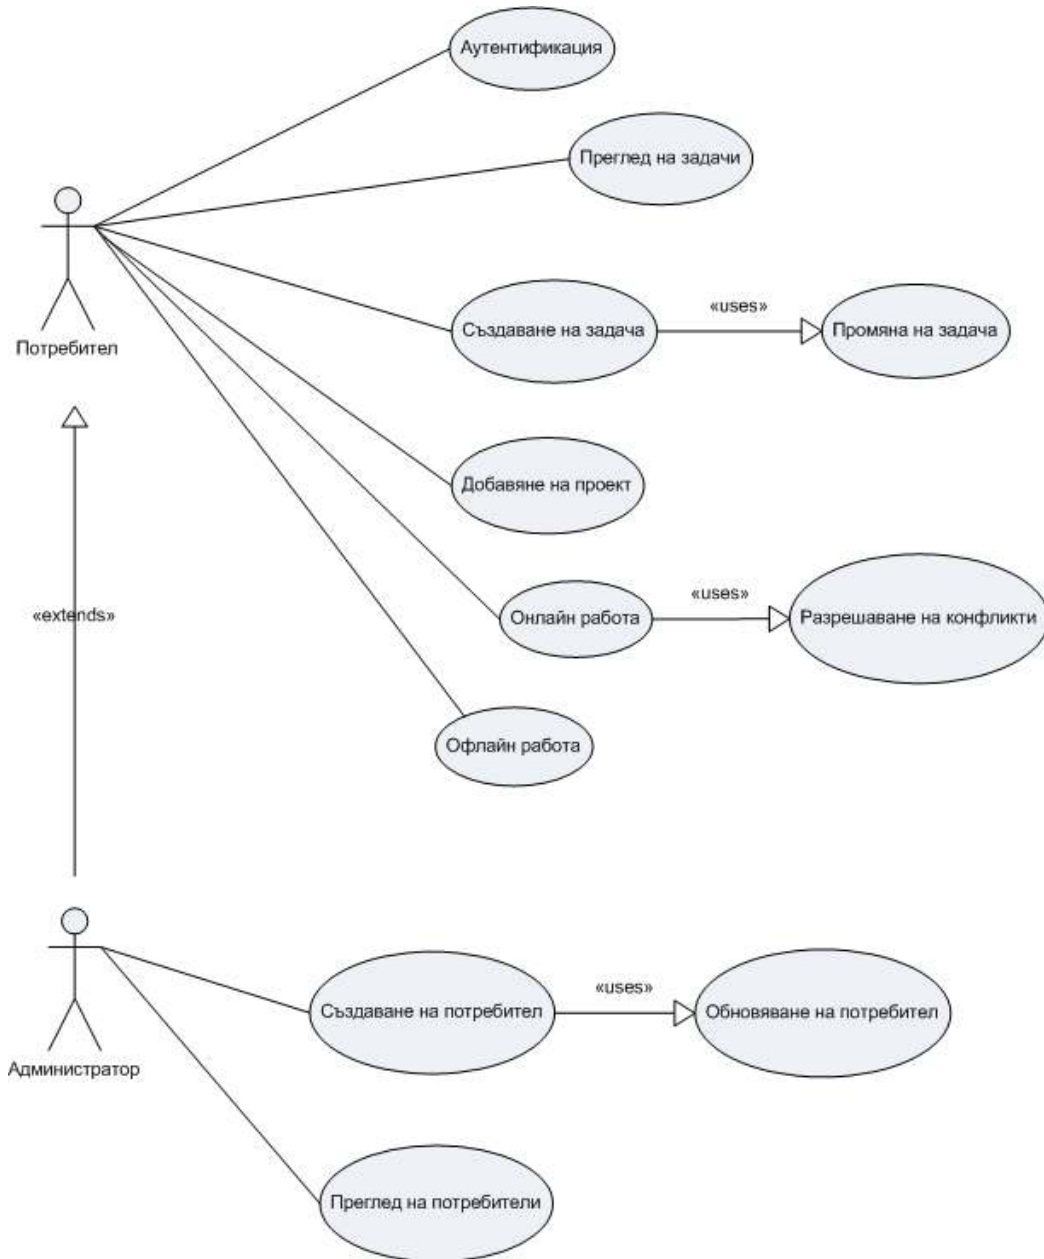 Аутентификация
Преглед на задачи
Потребител
Създаване на задача
«uses»
Промяна на задача
Добавяне на проект
«extends»
Онлайн работа
«uses»
Разрешаване на конфликти
Офлайн работа
Администратор
Създаване на потребител
«uses»
Обновяване на потребител
Преглед на потребители